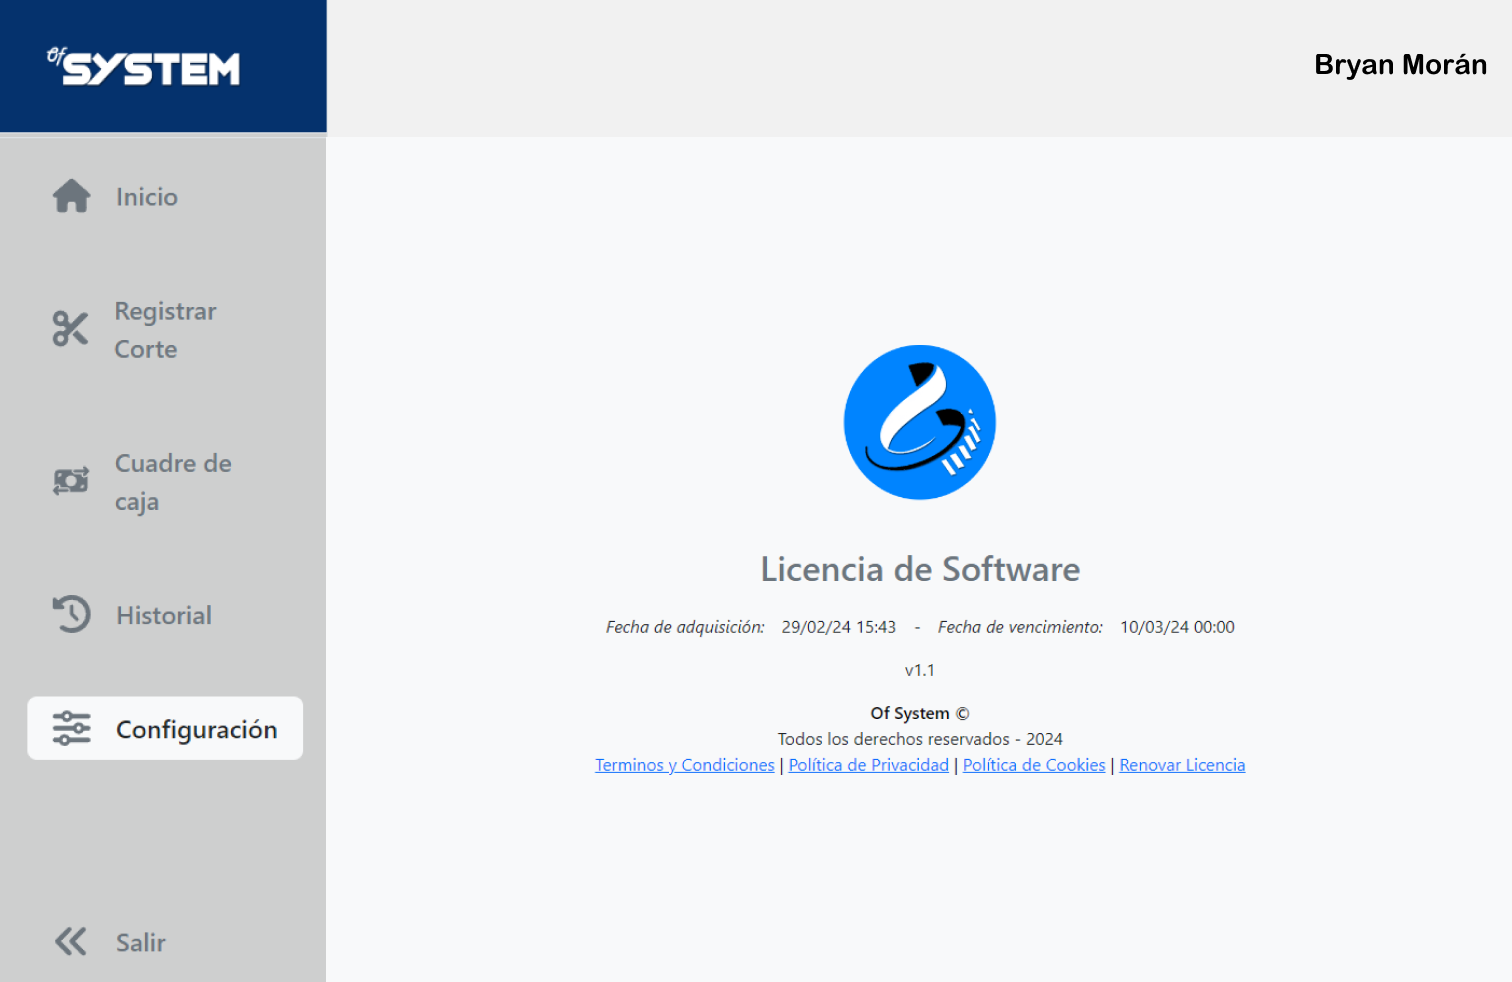 Of SYSTEM
Bryan Morán
Inicio
Registrar
Corte
Cuadre de
caja
Historial
Configuración
Salir
Licencia de Software
Fecha de adquisición: 29/02/24 15:43 - Fecha de vencimiento: 10/03/24 00:00
v1.1
Of System ©
Todos los derechos reservados - 2024
Terminos y Condiciones | Política de Privacidad | Política de Cookies | Renovar Licencia